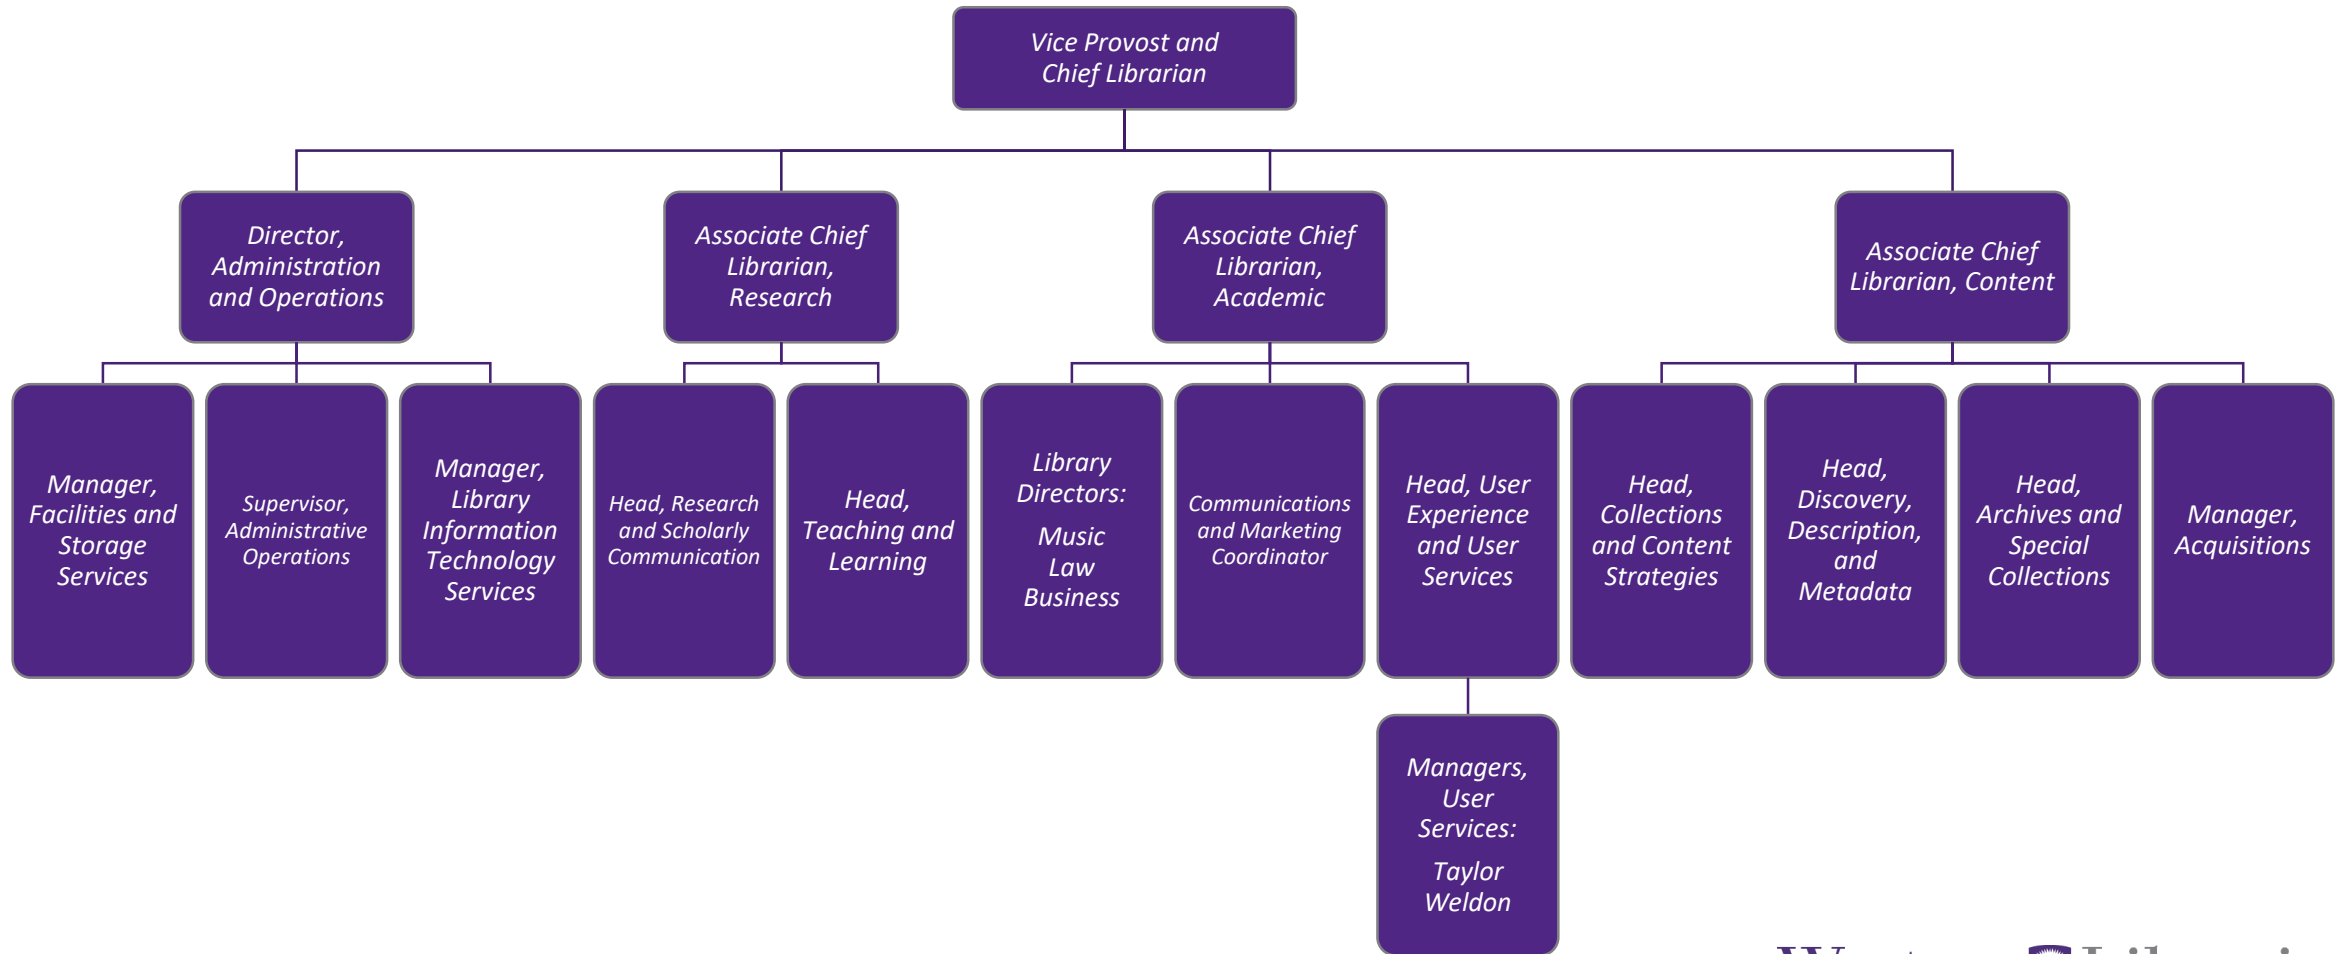 Vice Provost and
Chief Librarian
Director,
Administration
and Operations
Associate Chief
Librarian,
Research
Associate Chief
Librarian,
Academic
Associate Chief
Librarian, Content
Manager,
Facilities and
Storage
Services
Supervisor,
Administrative
Operations
Manager,
Library
Information
Technology
Services
Head, Research
and Scholarly
Communication
Head,
Teaching and
Learning
Library
Directors:
Music
Law
Business
Communications
and Marketing
Coordinator
Head, User
Experience
and User
Services
Head,
Collections
and Content
Strategies
Head,
Discovery,
Description,
and
Metadata
Head,
Archives and
Special
Collections
Manager,
Acquisitions
Managers,
User
Services:
Taylor
Weldon